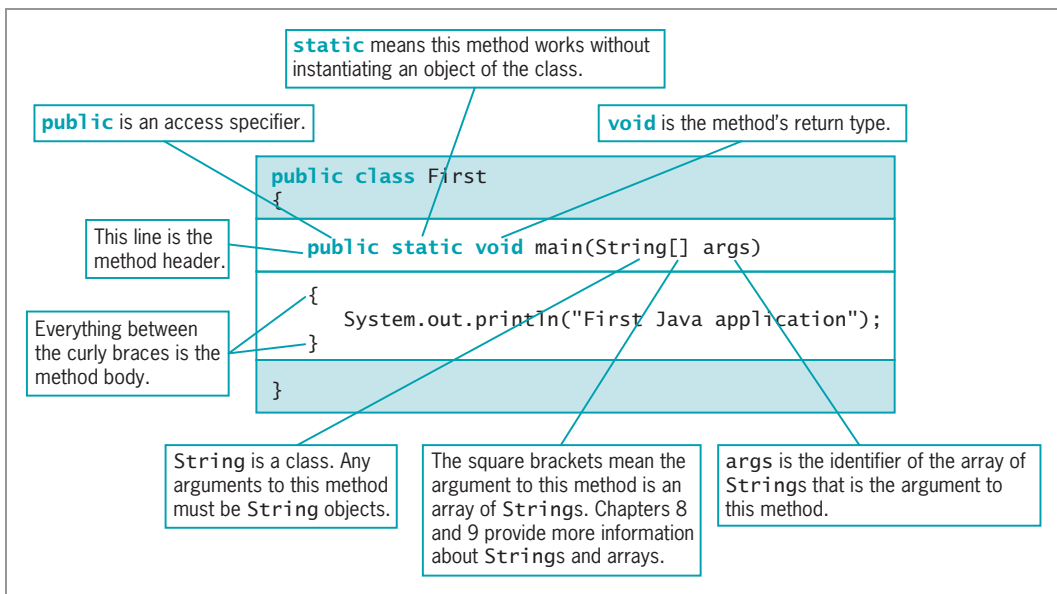 static means this method works without
instantiating an object of the class.
public is an access specifier.
void is the method's return type.
public class First
{
This line is the
method header.
public static void main(String[] args)
{
System.out.println("First Java application");
}
Everything between
the curly braces is the
method body.
}
String is a class. Any
arguments to this method
must be String objects.
The square brackets mean the
argument to this method is an
array of Strings. Chapters 8
and 9 provide more information
about Strings and arrays.
args is the identifier of the array of
Strings that is the argument to
this method.